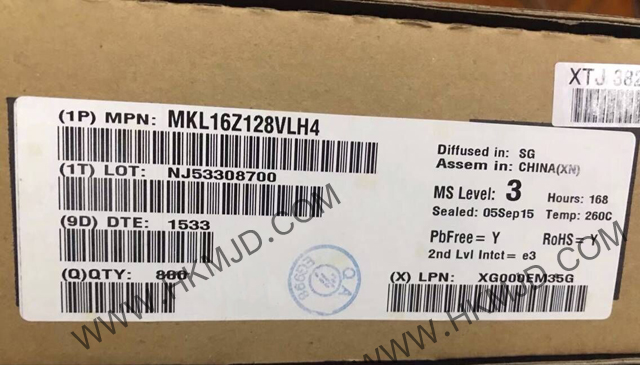 XTJ 382
(1P) MPN: MKL16Z128VLH4
(1T) LOT: NJ53308700
(9D) DTE: 1533
(Q)QTY: 800
Diffused in: SG
Assem in: CHINA(XN)
MS Level: 3 Hours: 168
Sealed: 05Sep15 Temp: 260C
PbFree= Y RoHS= Y
2nd Lvl Intct= e3
(X) LPN: XG000EM35G
QA
WWW.HKMJD.COM
WWW.HKMJD.COM